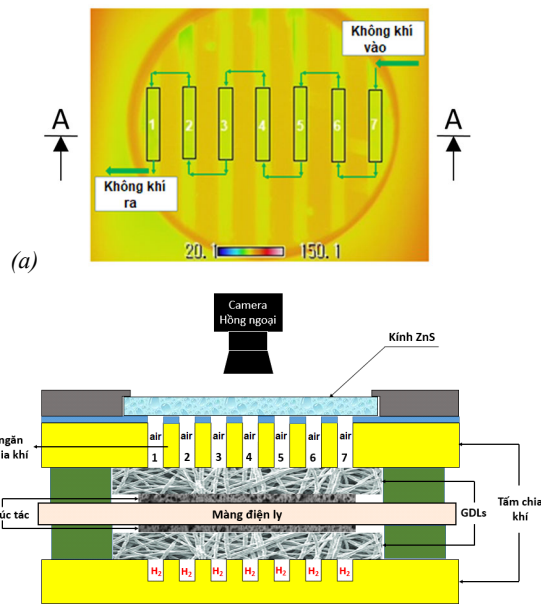 Không khí
vào
A
A
1 2 3 4 5 6 7
Không khí
ra
20.1 150.1
(a)
Camera
Hồng ngoại
Kính ZnS
air air air air air air air
ngăn
ia khí
1 2 3 4 5 6 7
úc tác
Màng điện ly
GDLs
Tấm chia
khí
H₂ H₂ H₂ H₂ H₂ H₂ H₂